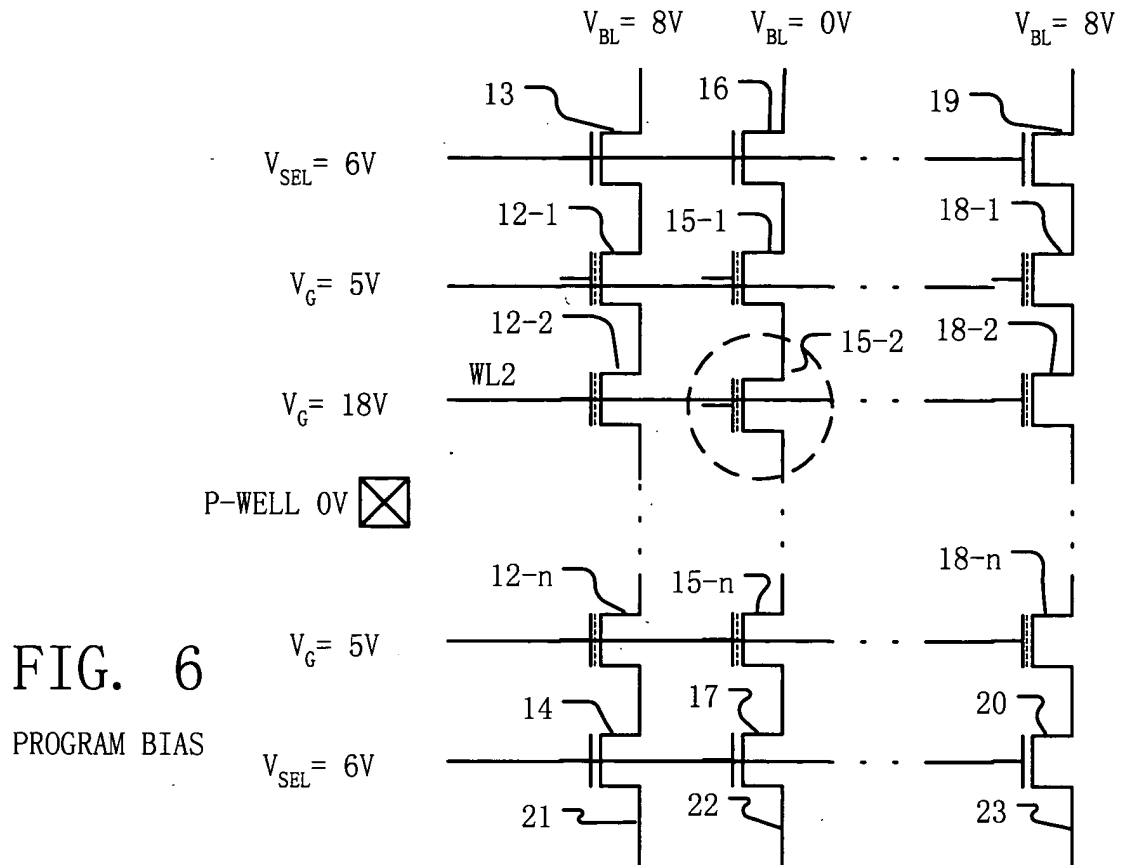 V_BL = 8V V_BL = 0V V_BL = 8V
13 16 19
V_SEL = 6V
12-1 15-1 18-1
V_G = 5V
12-2 15-2 18-2
WL2
V_G = 18V
P-WELL 0V
12-n 15-n 18-n
V_G = 5V
14 17 20
V_SEL = 6V
21 22 23
FIG. 6
PROGRAM BIAS